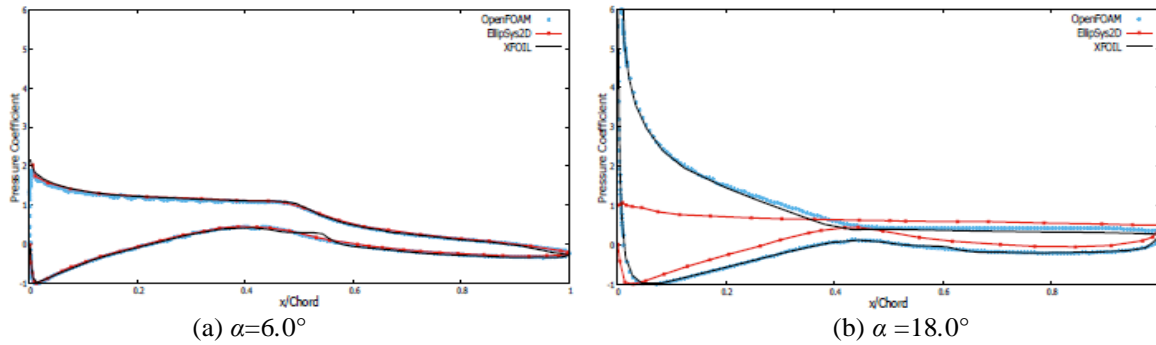 6
5
4
3
2
1
0
-1
Pressure Coefficient
OpenFOAM
EllipSys2D
XFOIL
0 0.2 0.4 0.6 0.8 1
x/Chord
(a) α=6.0°
6
5
4
3
2
1
0
-1
Pressure Coefficient
OpenFOAM
EllipSys2D
XFOIL
0 0.2 0.4 0.6 0.8
x/Chord
(b) α =18.0°